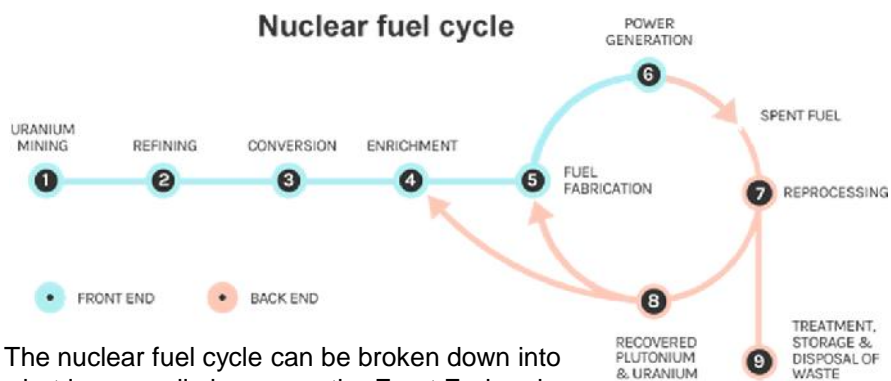 Nuclear fuel cycle
POWER
GENERATION
6
SPENT FUEL
URANIUM
MINING
REFINING
CONVERSION
ENRICHMENT
1
2
3
4
5
FUEL
FABRICATION
7
REPROCESSING
FRONT END
BACK END
8
RECOVERED
PLUTONIUM
& URANIUM
TREATMENT,
STORAGE &
DISPOSAL OF
WASTE
9
The nuclear fuel cycle can be broken down into